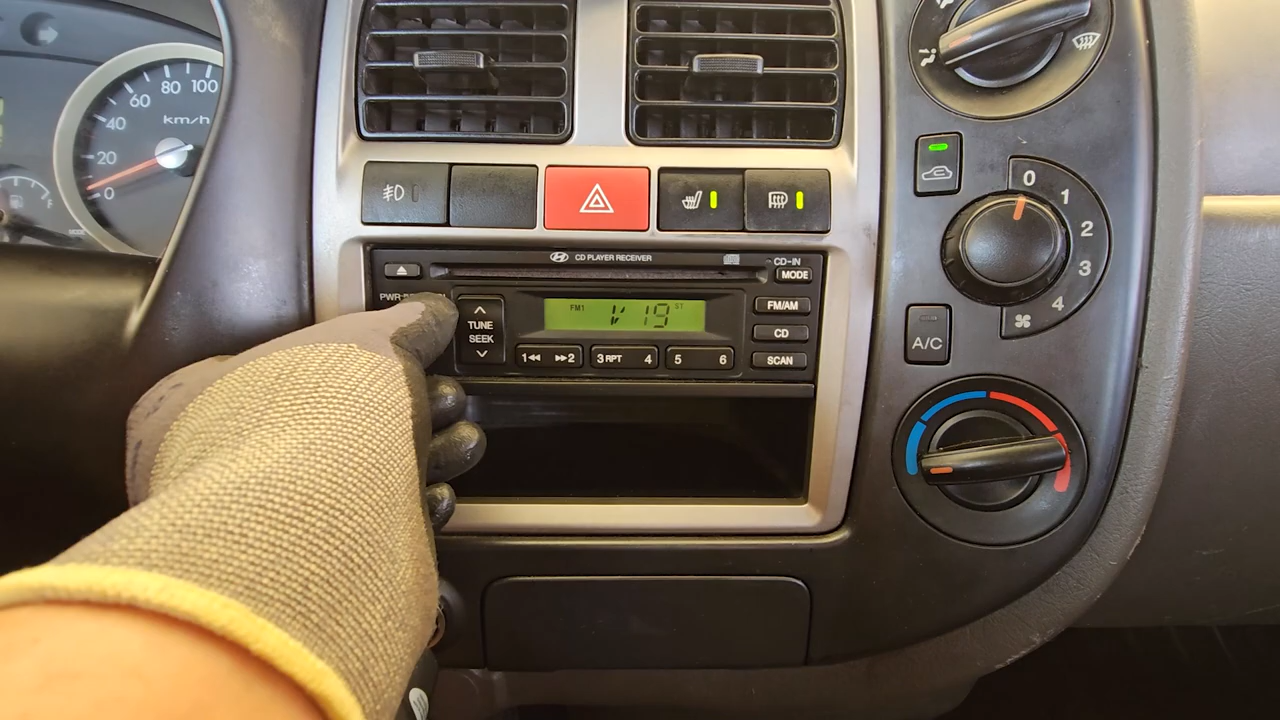 80 100
60
40
km/h
20
0
MODE
0
1
2
3
4
CD PLAYER RECEIVER
CD-IN
MODE
TUNE
SEEK
FM1
V 19
ST
FM/AM
CD
SCAN
1 2
3 RPT 4
5 6
A/C